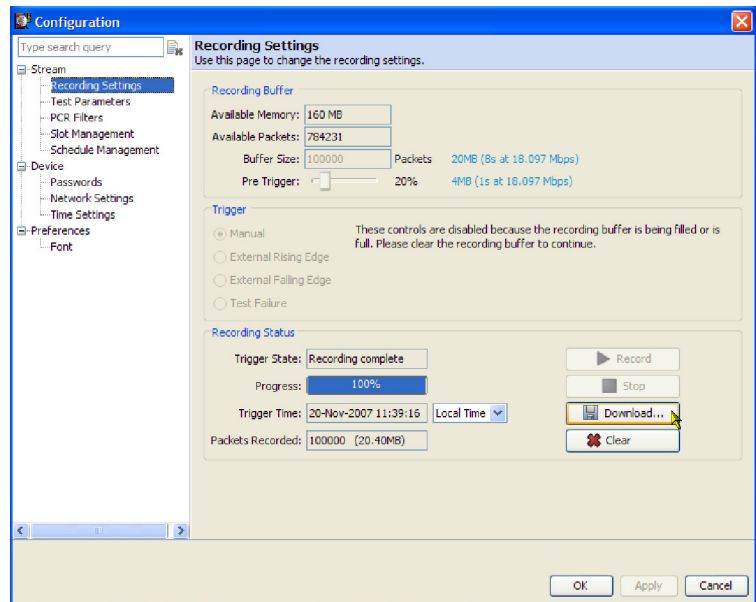 Configuration
Type search query
Stream
Recording Settings
Test Parameters
PCR Filters
Slot Management
Schedule Management
Device
Passwords
Network Settings
Time Settings
Preferences
Font
Recording Settings
Use this page to change the recording settings.
Recording Buffer
Available Memory: 160 MB
Available Packets: 784231
Buffer Size: 100000 Packets 20MB (8s at 18.097 Mbps)
Pre Trigger: 20% 4MB (1s at 18.097 Mbps)
Trigger
Manual
External Rising Edge
External Falling Edge
Test Failure
These controls are disabled because the recording buffer is being filled or is
full. Please clear the recording buffer to continue.
Recording Status
Trigger State: Recording complete
Record
Progress: 100%
Stop
Trigger Time: 20-Nov-2007 11:39:16 Local Time
Download...
Packets Recorded: 100000 (20.40MB)
Clear
OK Apply Cancel